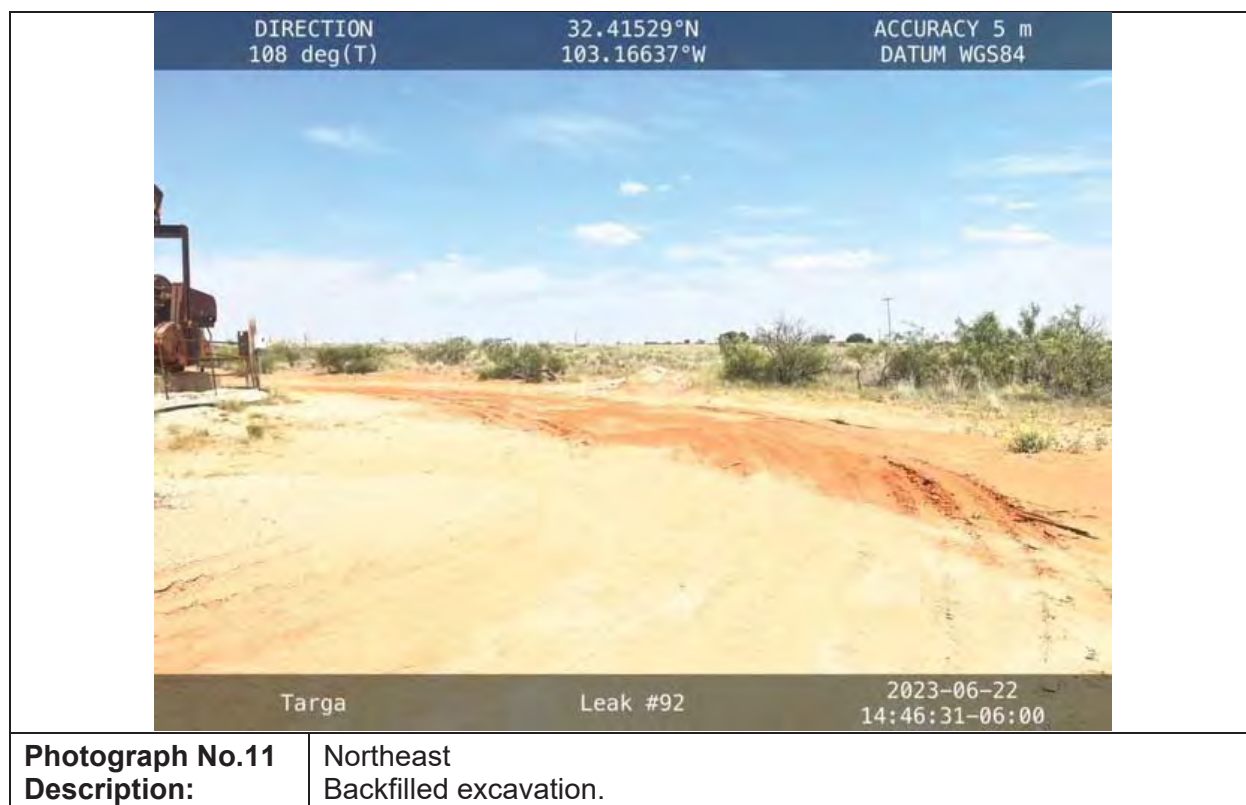 DIRECTION
108 deg(T)
32.41529°N
103.16637°W
ACCURACY 5 m
DATUM WGS84
Targa
Leak #92
2023-06-22
14:46:31-06:00
Photograph No.11
Description:
Northeast
Backfilled excavation.